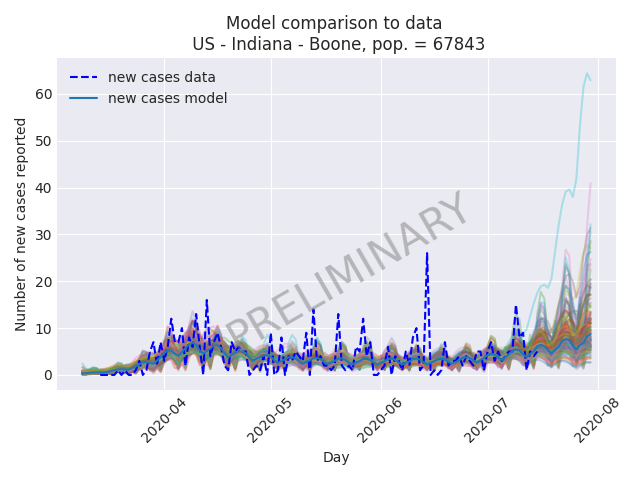 Model comparison to data
US - Indiana - Boone, pop. = 67843
new cases data
new cases model
PRELIMINARY
Number of new cases reported
60
50
40
30
20
10
0
2020-04
2020-05
2020-06
2020-07
2020-08
Day